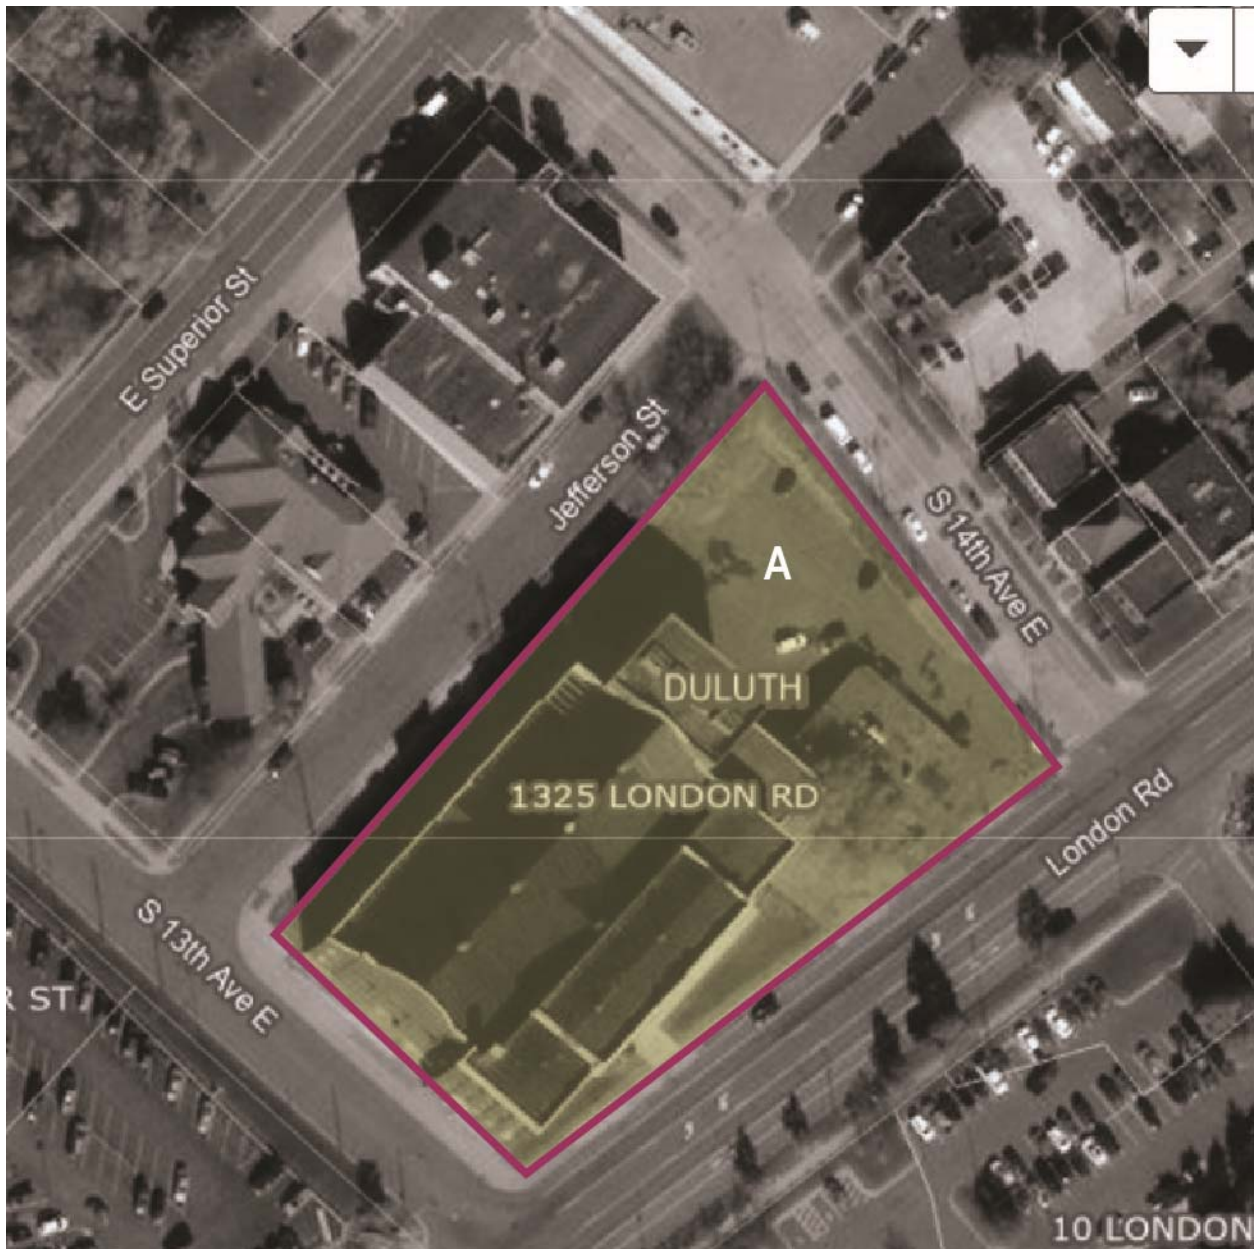 E Superior St
Jefferson St
S 14th Ave E
A
DULUTH
1325 LONDON RD
London Rd
S 13th Ave E
R ST
10 LONDON